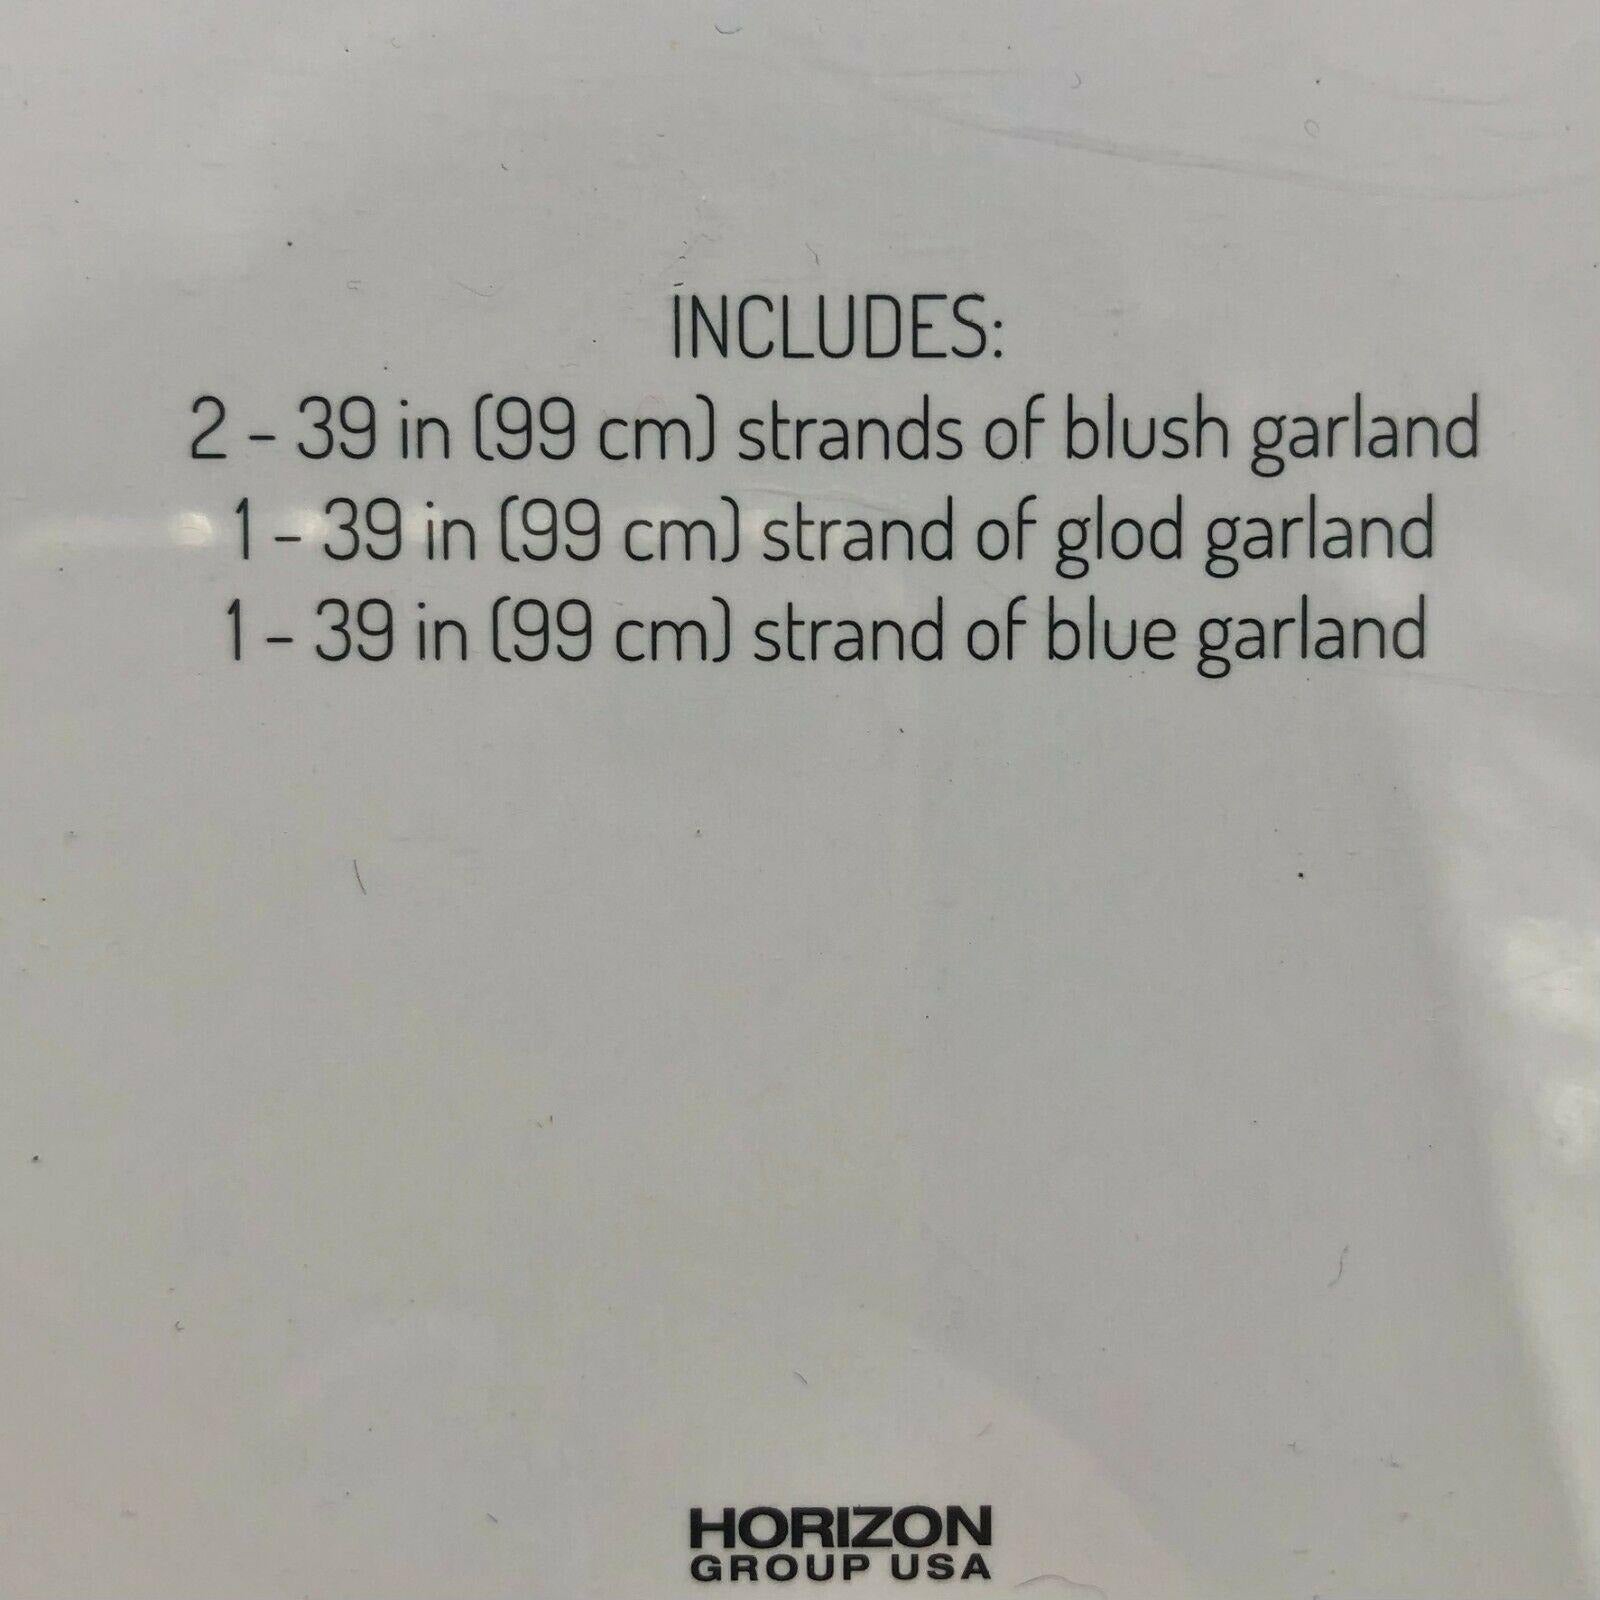 INCLUDES:
2 - 39 in (99 cm) strands of blush garland
1 - 39 in (99 cm) strand of glod garland
1 - 39 in (99 cm) strand of blue garland
HORIZON
GROUP USA